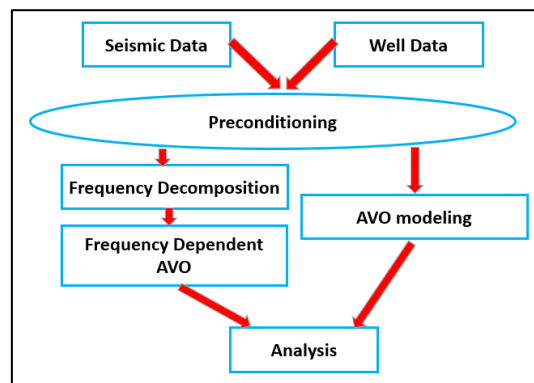 Seismic Data
Well Data
Preconditioning
Frequency Decomposition
AVO modeling
Frequency Dependent
AVO
Analysis